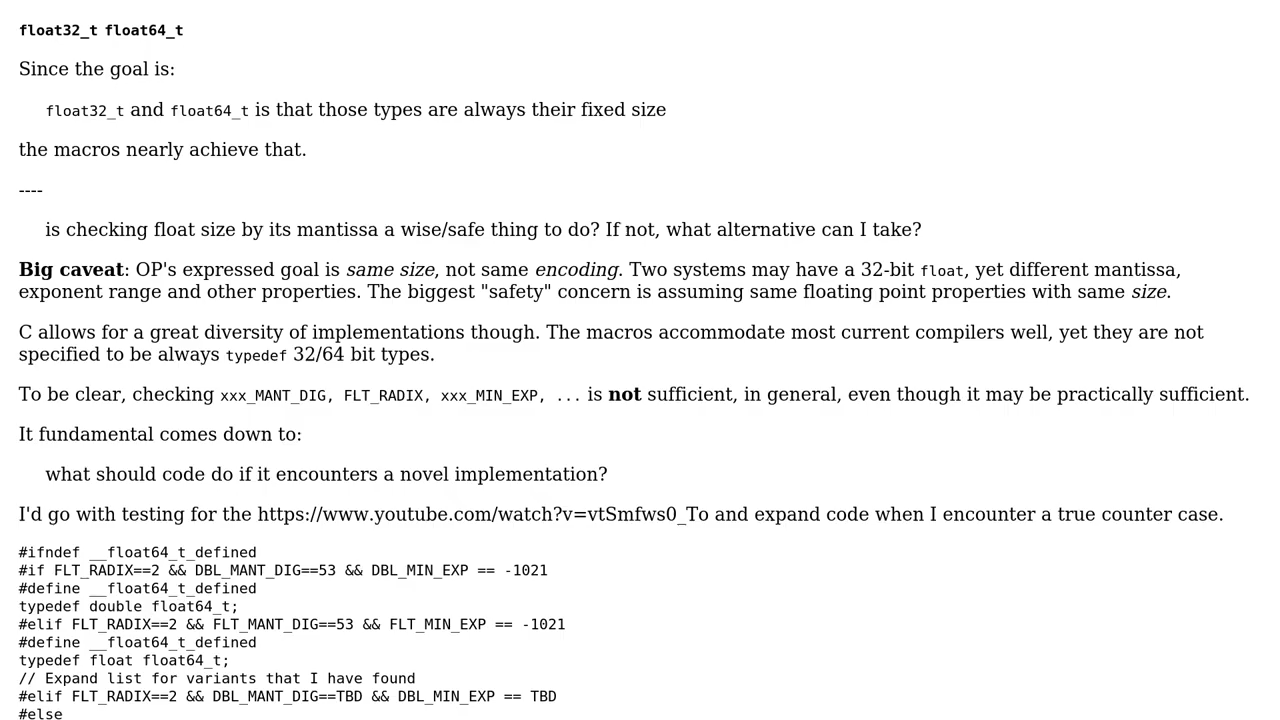 float32_t float64_t
Since the goal is:
float32_t and float64_t is that those types are always their fixed size
the macros nearly achieve that.
----
is checking float size by its mantissa a wise/safe thing to do? If not, what alternative can I take?
Big caveat: OP's expressed goal is same size, not same encoding. Two systems may have a 32-bit float, yet different mantissa,
exponent range and other properties. The biggest "safety" concern is assuming same floating point properties with same size.
C allows for a great diversity of implementations though. The macros accommodate most current compilers well, yet they are not
specified to be always typedef 32/64 bit types.
To be clear, checking xxx_MANT_DIG, FLT_RADIX, xxx_MIN_EXP, ... is not sufficient, in general, even though it may be practically sufficient.
It fundamental comes down to:
what should code do if it encounters a novel implementation?
I'd go with testing for the https://www.youtube.com/watch?v=vtSmfws0_To and expand code when I encounter a true counter case.
#ifndef __float64_t_defined
#if FLT_RADIX==2 && DBL_MANT_DIG==53 && DBL_MIN_EXP == -1021
#define __float64_t_defined
typedef double float64_t;
#elif FLT_RADIX==2 && FLT_MANT_DIG==53 && FLT_MIN_EXP == -1021
#define __float64_t_defined
typedef float float64_t;
// Expand list for variants that I have found
#elif FLT_RADIX==2 && DBL_MANT_DIG==TBD && DBL_MIN_EXP == TBD
#else